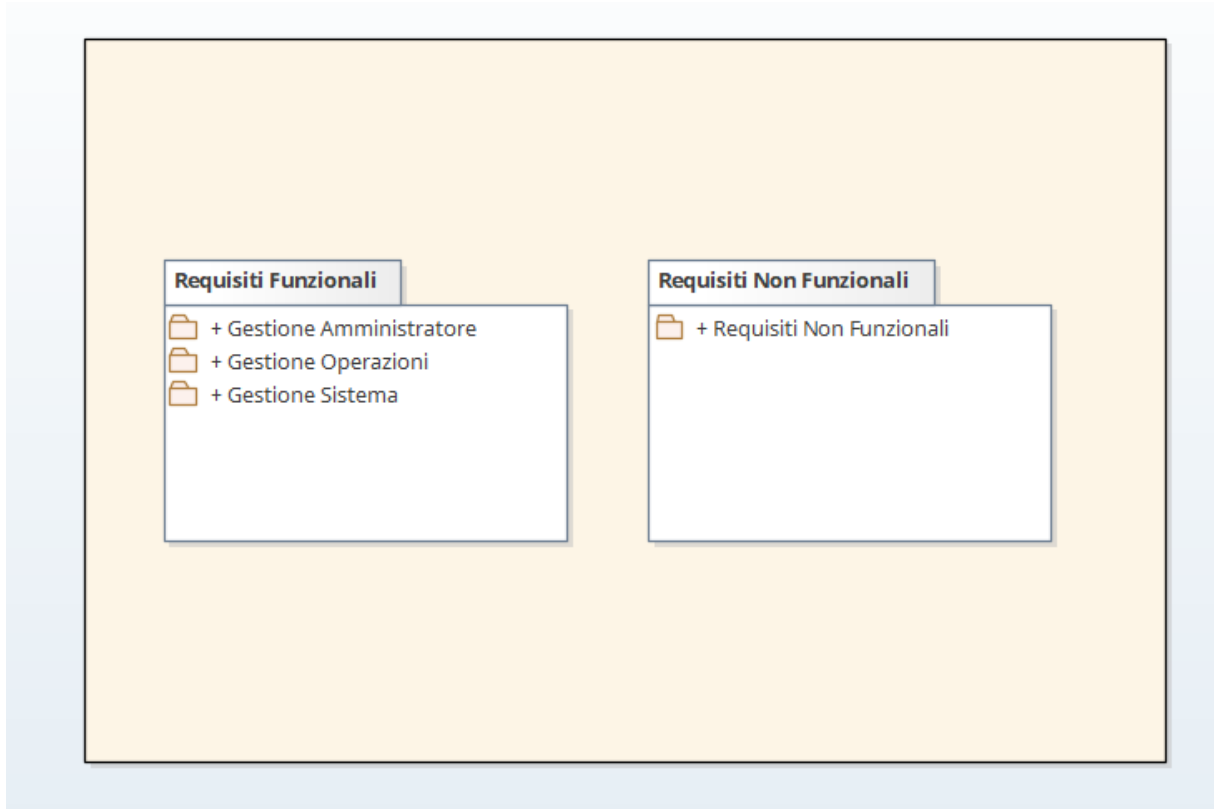 Requisiti Funzionali
+ Gestione Amministratore
+ Gestione Operazioni
+ Gestione Sistema
Requisiti Non Funzionali
+ Requisiti Non Funzionali